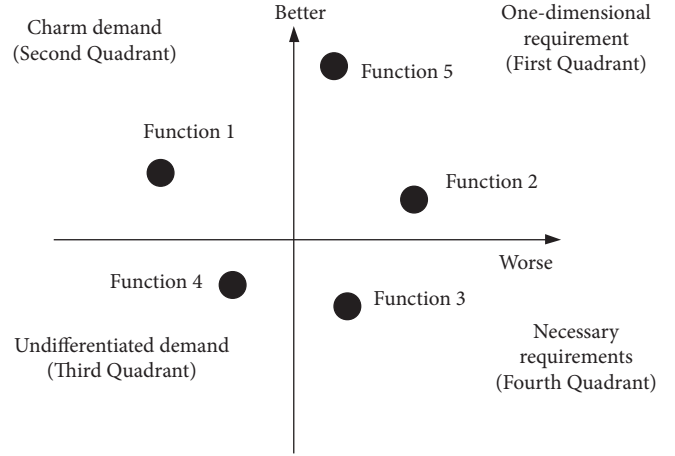 Charm demand
(Second Quadrant)
Better
One-dimensional
requirement
(First Quadrant)
Function 5
Function 1
Function 2
Worse
Function 4
Function 3
Undifferentiated demand
(Third Quadrant)
Necessary
requirements
(Fourth Quadrant)